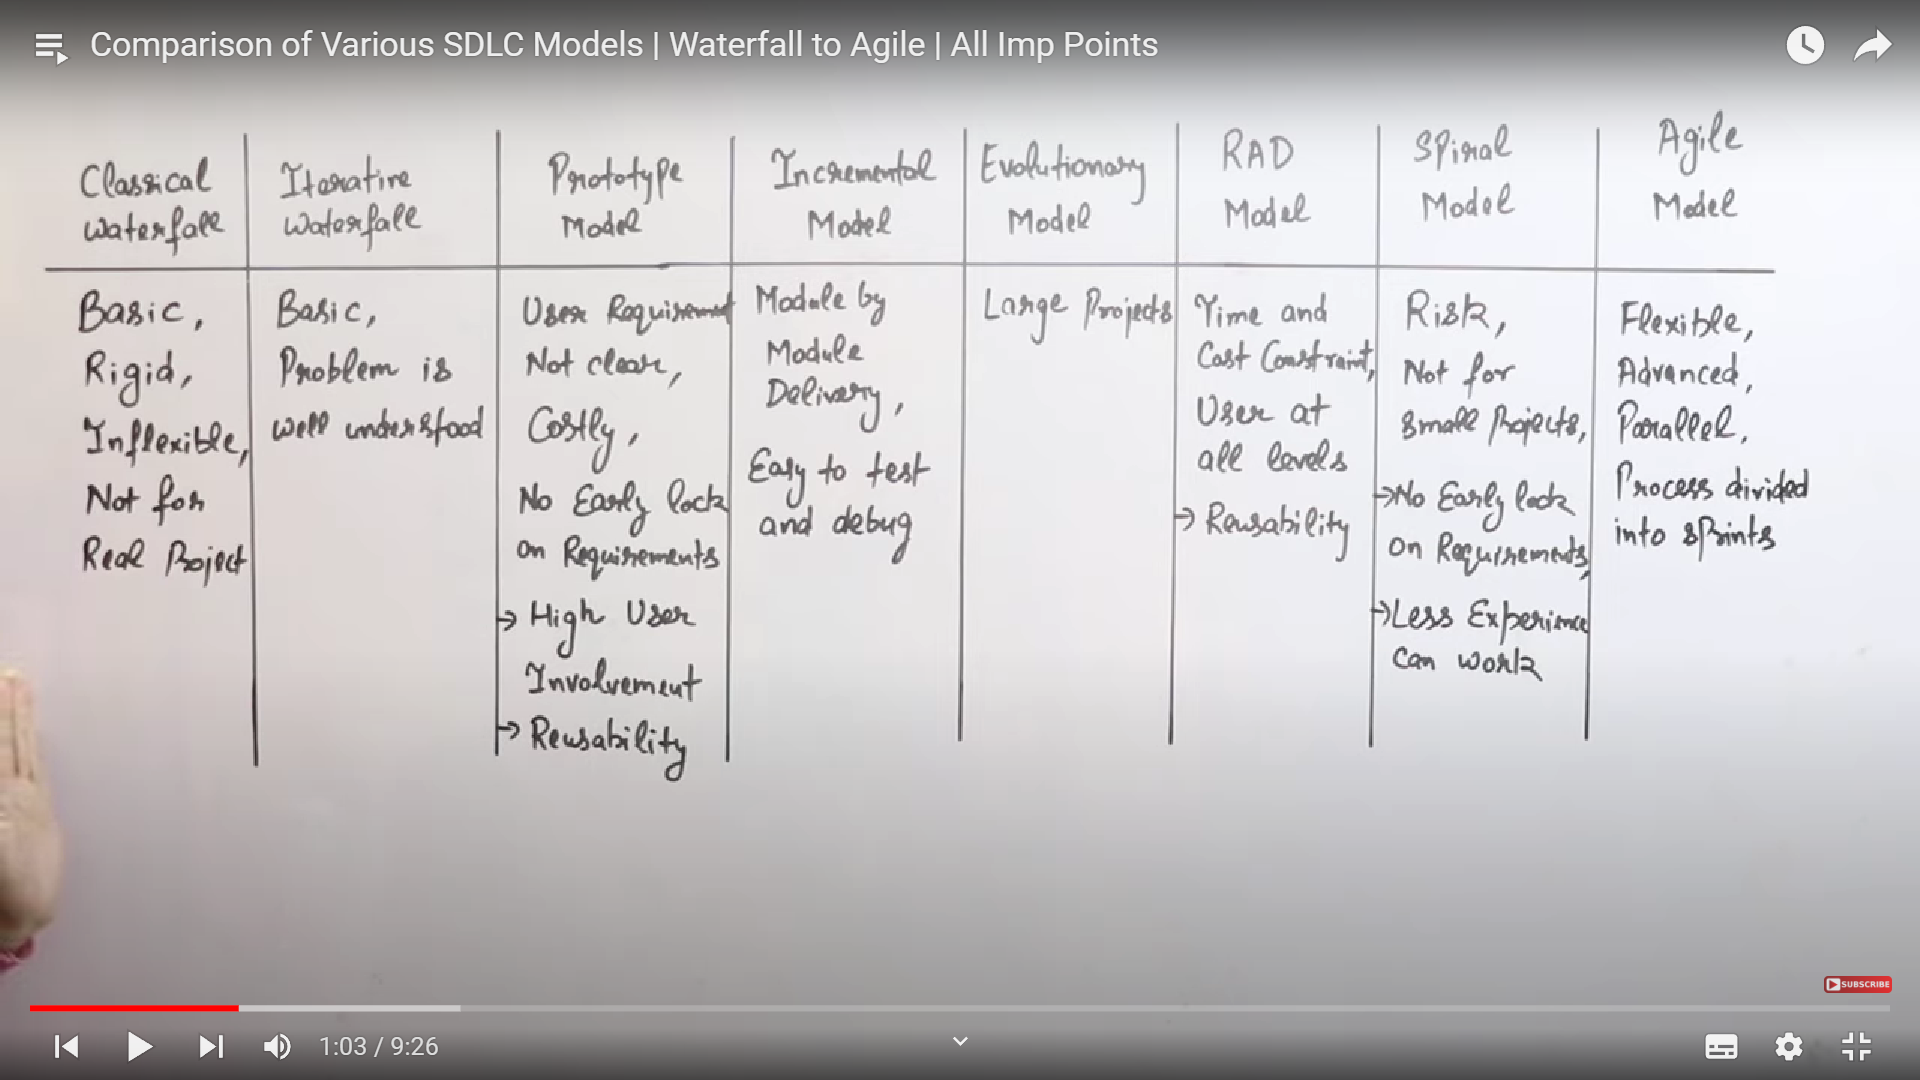 Comparison of Various SDLC Models | Waterfall to Agile | All Imp Points
Classical
Waterfall
Iterative
Waterfall
Prototype
Model
Incremental
Model
Evolutionary
Model
RAD
Model
Spiral
Model
Agile
Model
Basic,
Rigid,
Inflexible,
Not for
Real Project
Basic,
Problem is
well understood
User Requirement
Not clear,
Costly,
No Early lock
on Requirements
→ High User
Involvement
→ Reusability
Module by
Module
Delivery,
Easy to test
and debug
Large Projects
Time and
Cost Constraint,
User at
all levels
→ Reusability
Risk,
Not for
small Projects,
→ No Early lock
on Requirements,
→ Less Experience
can work
Flexible,
Advanced,
Parallel,
Process divided
into sprints
SUBSCRIBE
1:03 / 9:26